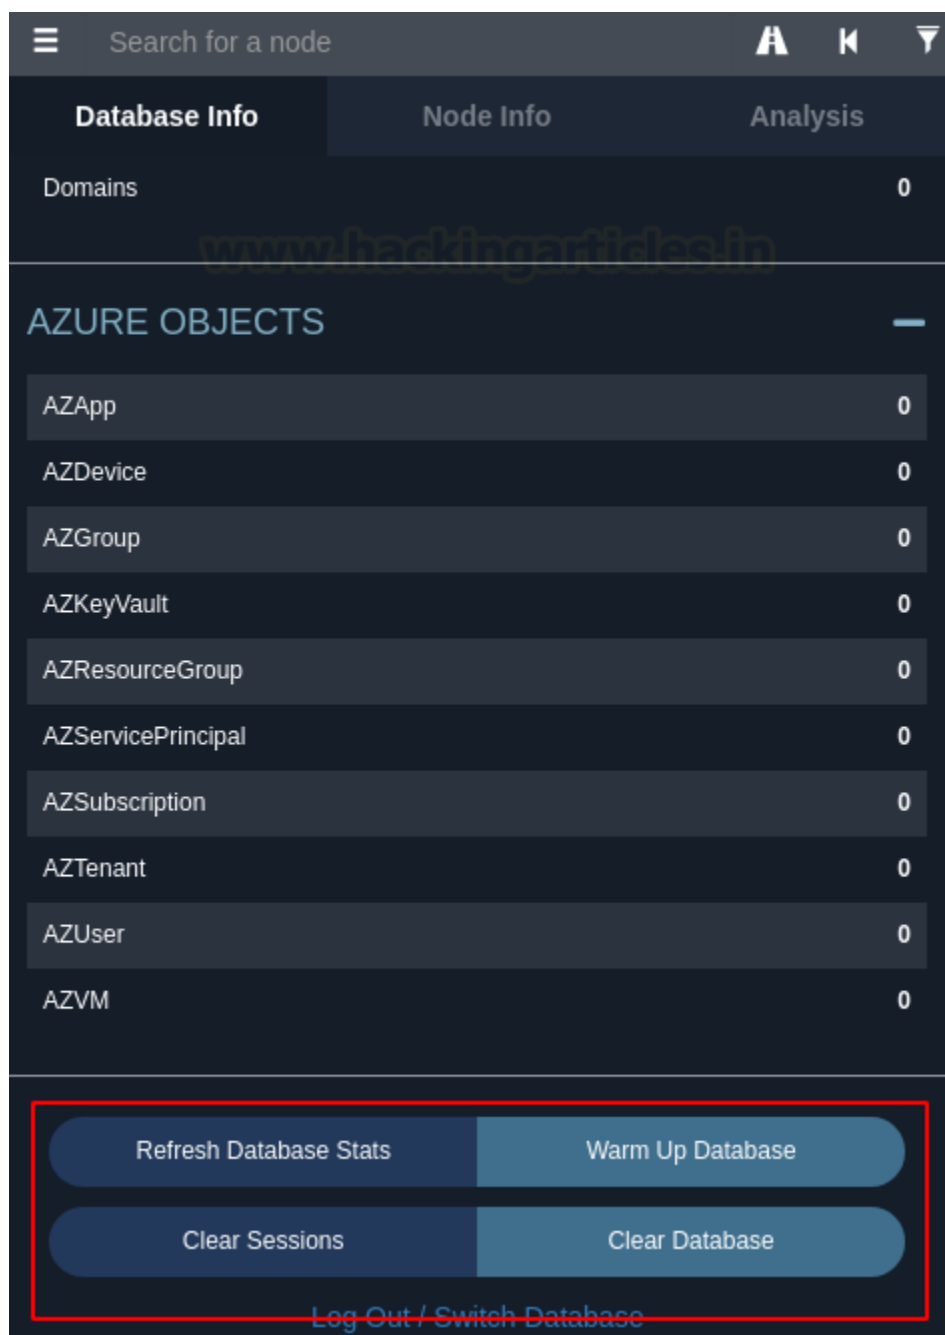 Search for a node
Database Info Node Info Analysis
Domains 0
www.hackingarticles.in
AZURE OBJECTS
AZApp 0
AZDevice 0
AZGroup 0
AZKeyVault 0
AZResourceGroup 0
AZServicePrincipal 0
AZSubscription 0
AZTenant 0
AZUser 0
AZVM 0
Refresh Database Stats Warm Up Database
Clear Sessions Clear Database
Log Out / Switch Database